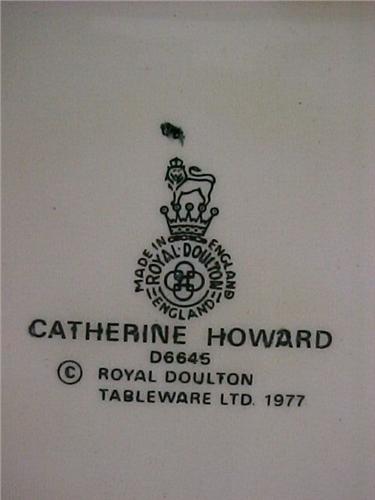 MADE IN ENGLAND
ROYAL DOULTON
ENGLAND
CATHERINE HOWARD
D6645
© ROYAL DOULTON
TABLEWARE LTD. 1977